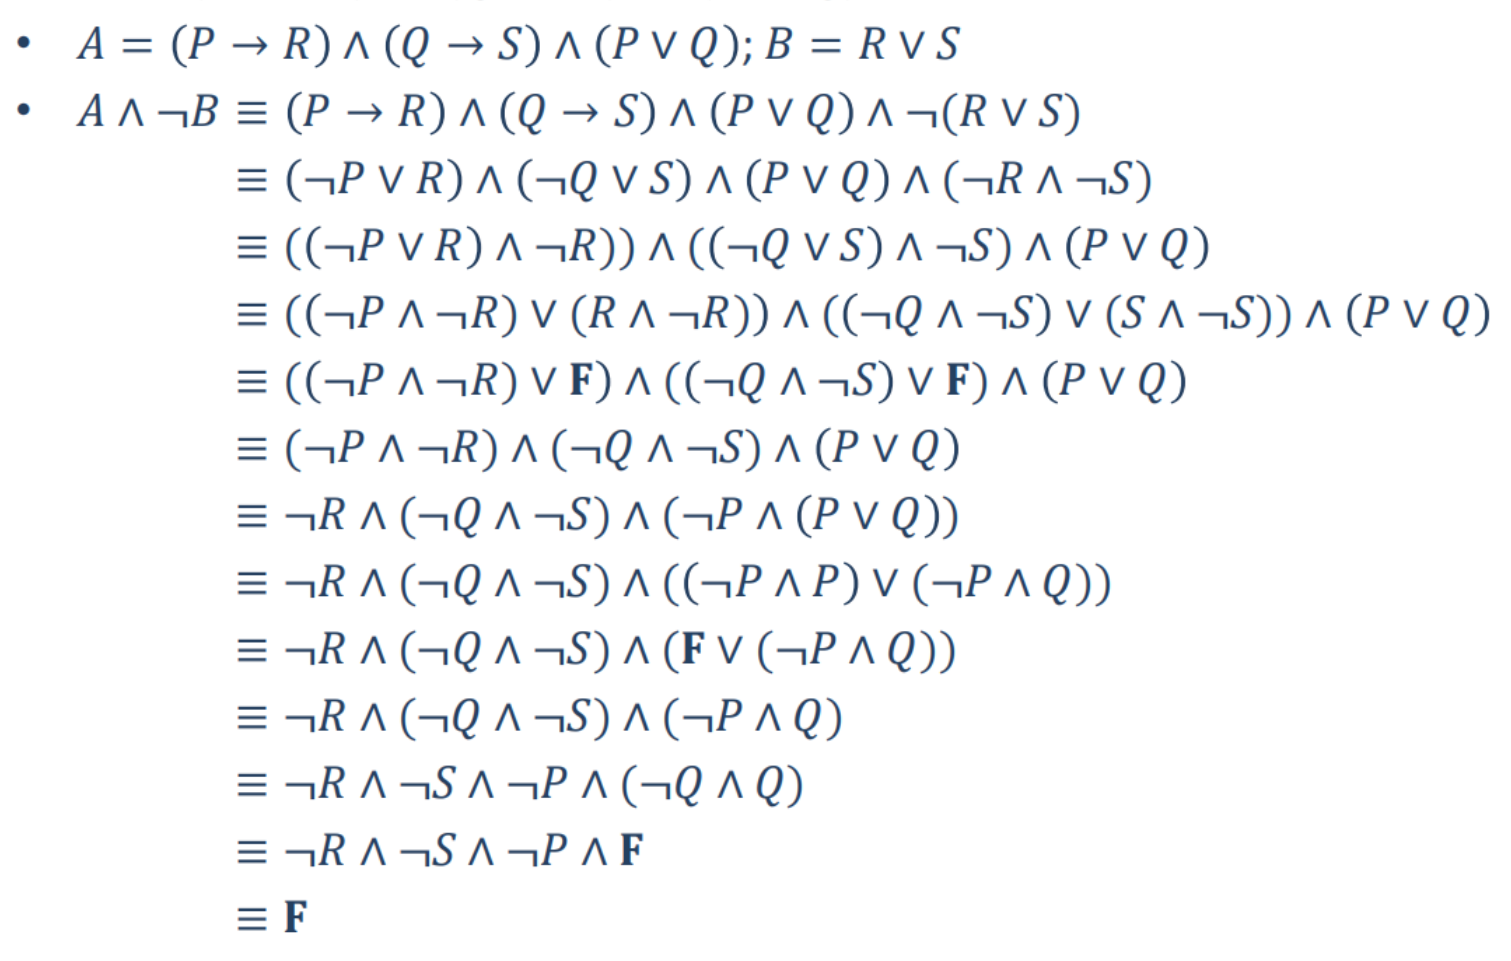 • A = (P → R) ∧ (Q → S) ∧ (P ∨ Q); B = R ∨ S
• A ∧ ¬B ≡ (P → R) ∧ (Q → S) ∧ (P ∨ Q) ∧ ¬(R ∨ S)
≡ (¬P ∨ R) ∧ (¬Q ∨ S) ∧ (P ∨ Q) ∧ (¬R ∧ ¬S)
≡ ((¬P ∨ R) ∧ ¬R)) ∧ ((¬Q ∨ S) ∧ ¬S) ∧ (P ∨ Q)
≡ ((¬P ∧ ¬R) ∨ (R ∧ ¬R)) ∧ ((¬Q ∧ ¬S) ∨ (S ∧ ¬S)) ∧ (P ∨ Q)
≡ ((¬P ∧ ¬R) ∨ F) ∧ ((¬Q ∧ ¬S) ∨ F) ∧ (P ∨ Q)
≡ (¬P ∧ ¬R) ∧ (¬Q ∧ ¬S) ∧ (P ∨ Q)
≡ ¬R ∧ (¬Q ∧ ¬S) ∧ (¬P ∧ (P ∨ Q))
≡ ¬R ∧ (¬Q ∧ ¬S) ∧ ((¬P ∧ P) ∨ (¬P ∧ Q))
≡ ¬R ∧ (¬Q ∧ ¬S) ∧ (F ∨ (¬P ∧ Q))
≡ ¬R ∧ (¬Q ∧ ¬S) ∧ (¬P ∧ Q)
≡ ¬R ∧ ¬S ∧ ¬P ∧ (¬Q ∧ Q)
≡ ¬R ∧ ¬S ∧ ¬P ∧ F
≡ F